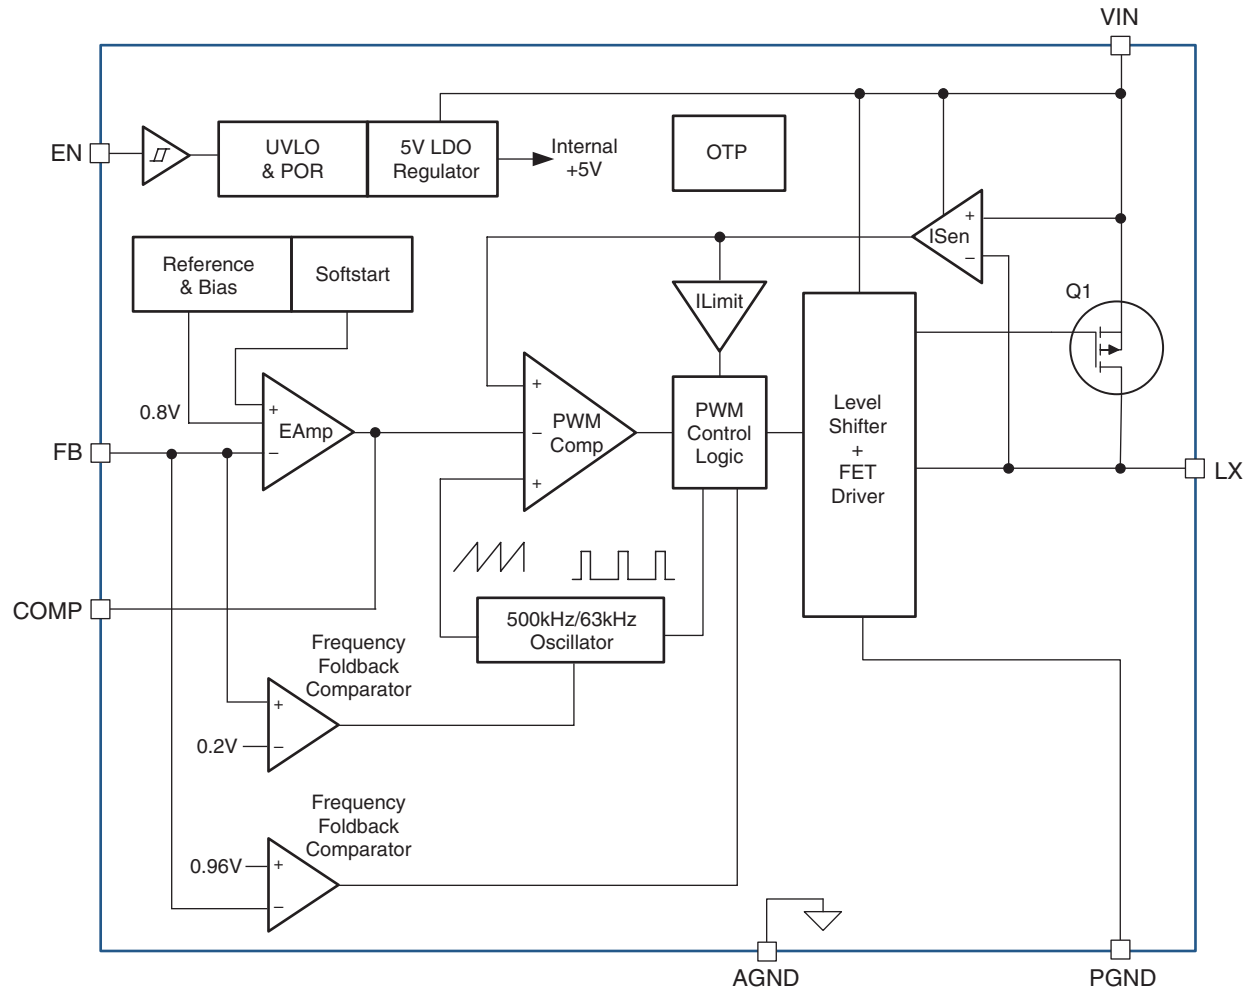 VIN
EN
UVLO
& POR
5V LDO
Regulator
Internal
+5V
OTP
Reference
& Bias
Softstart
+
ISen
−
ILimit
Q1
0.8V
+
EAmp
−
FB
+
−
PWM
Comp
+
PWM
Control
Logic
Level
Shifter
+
FET
Driver
LX
COMP
500kHz/63kHz
Oscillator
Frequency
Foldback
Comparator
+
0.2V
−
Frequency
Foldback
Comparator
0.96V
+
−
AGND
PGND